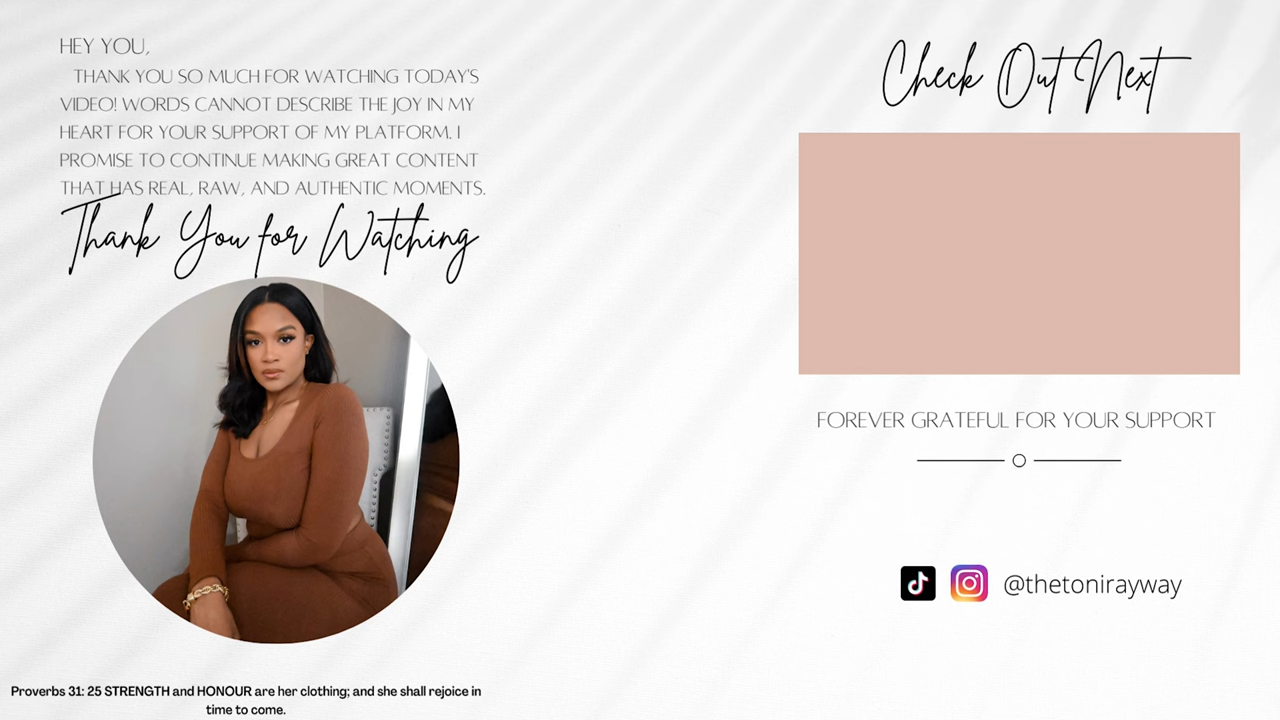 HEY YOU,
THANK YOU SO MUCH FOR WATCHING TODAY'S
VIDEO! WORDS CANNOT DESCRIBE THE JOY IN MY
HEART FOR YOUR SUPPORT OF MY PLATFORM. I
PROMISE TO CONTINUE MAKING GREAT CONTENT
THAT HAS REAL, RAW, AND AUTHENTIC MOMENTS.
Thank You for Watching
Proverbs 31: 25 STRENGTH and HONOUR are her clothing; and she shall rejoice in
time to come.
Check Out Next
FOREVER GRATEFUL FOR YOUR SUPPORT
@thetonirayway